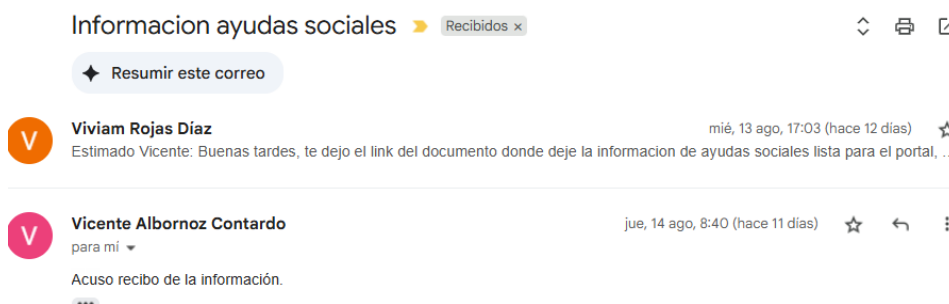 Informacion ayudas sociales Recibidos ×
Resumir este correo
V
Viviam Rojas Díaz mié, 13 ago, 17:03 (hace 12 días)
Estimado Vicente: Buenas tardes, te dejo el link del documento donde deje la informacion de ayudas sociales lista para el portal, ...
V
Vicente Albornoz Contardo jue, 14 ago, 8:40 (hace 11 días)
para mí
Acuso recibo de la información.